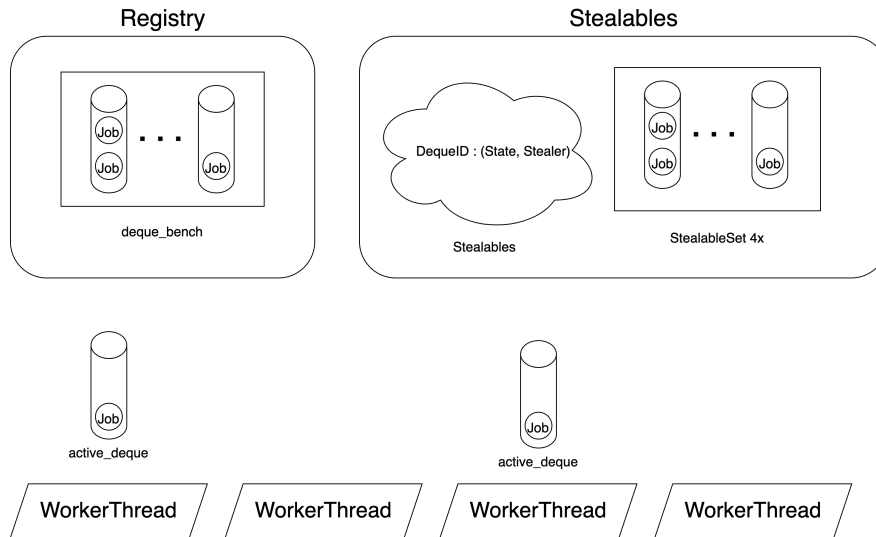 Registry
Stealables
Job
Job
. . .
Job
deque_bench
DequeID : (State, Stealer)
Stealables
Job
Job
. . .
Job
StealableSet 4x
Job
active_deque
Job
active_deque
WorkerThread
WorkerThread
WorkerThread
WorkerThread